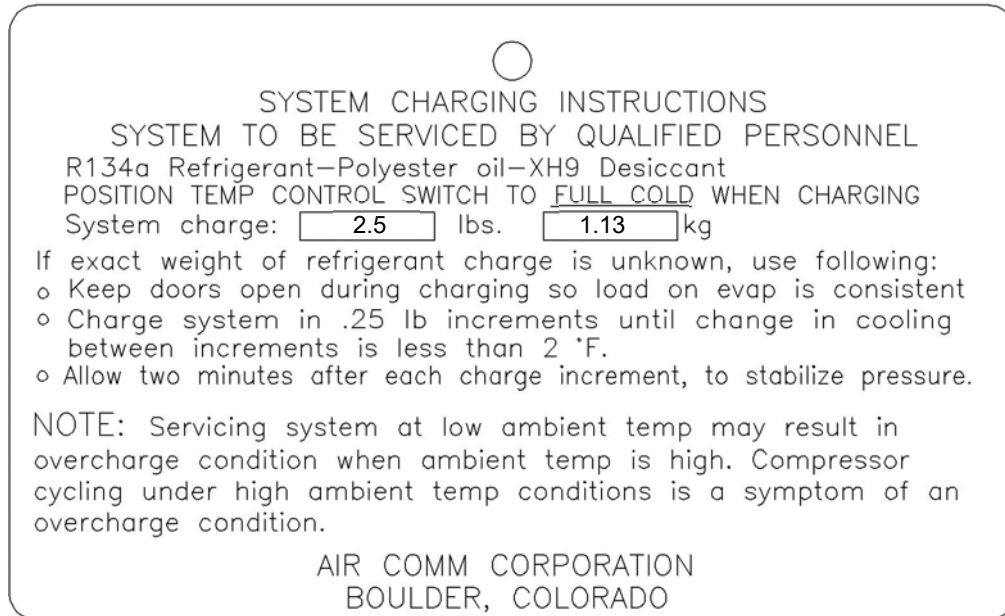 SYSTEM CHARGING INSTRUCTIONS
SYSTEM TO BE SERVICED BY QUALIFIED PERSONNEL
R134a Refrigerant–Polyester oil–XH9 Desiccant
POSITION TEMP CONTROL SWITCH TO FULL COLD WHEN CHARGING
System charge: 2.5 lbs. 1.13 kg
If exact weight of refrigerant charge is unknown, use following:
o Keep doors open during charging so load on evap is consistent
o Charge system in .25 lb increments until change in cooling
between increments is less than 2 °F.
o Allow two minutes after each charge increment, to stabilize pressure.
NOTE: Servicing system at low ambient temp may result in
overcharge condition when ambient temp is high. Compressor
cycling under high ambient temp conditions is a symptom of an
overcharge condition.
AIR COMM CORPORATION
BOULDER, COLORADO